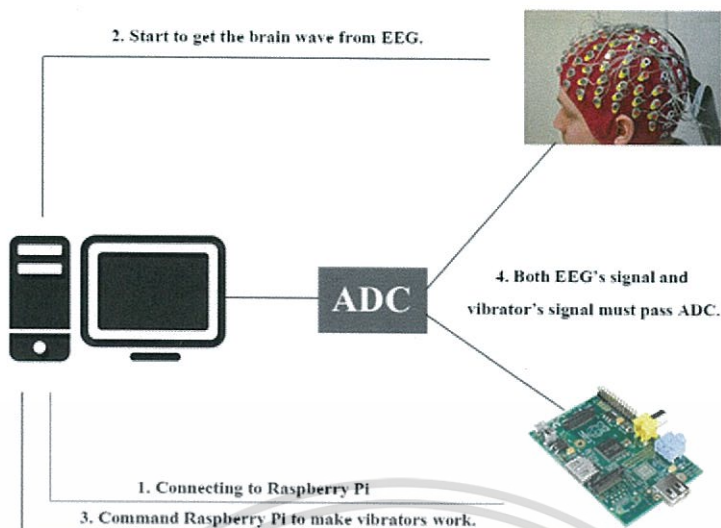 2. Start to get the brain wave from EEG.
ADC
4. Both EEG's signal and
vibrator's signal must pass ADC.
1. Connecting to Raspberry Pi
3. Command Raspberry Pi to make vibrators work.